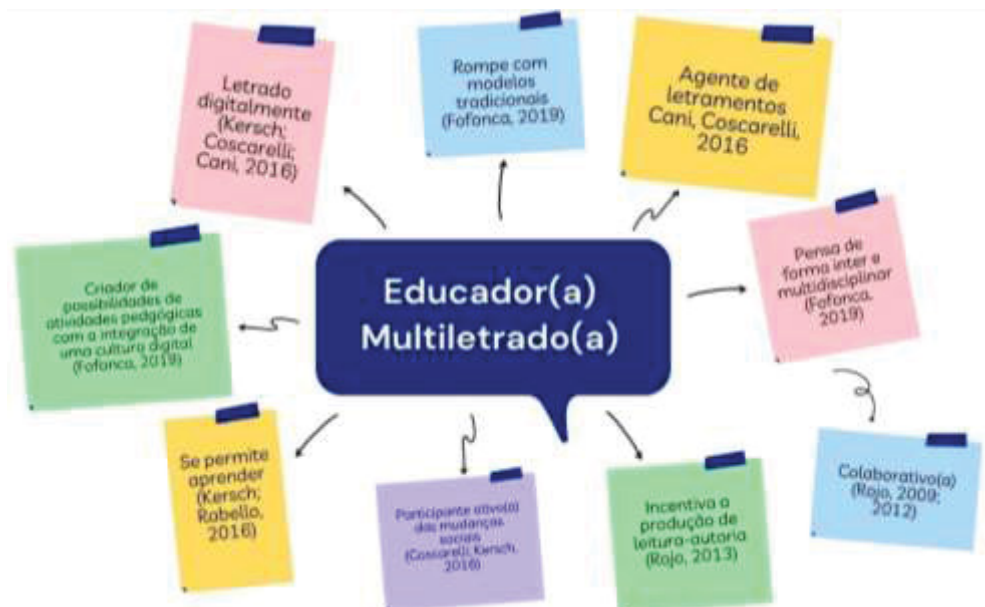 Letrado
digitalmente
(Kersch;
Coscarelli;
Cani, 2016)
Rompe com
modelos
tradicionais
(Fofonca, 2019)
Agente de
letramentos
Cani, Coscarelli,
2016
Educador(a)
Multiletrado(a)
Pensa de
forma inter e
multidisciplinar
(Fofonca,
2019)
Criador de
possibilidades de
atividades pedgógicas
com a integração de
uma cultura digital
(Fofonca, 2019)
Se permite
aprender
(Kersch;
Rabello,
2016)
Participante ativo(a)
das mudanças
sociais
(Coscarelli, Kersch,
2016)
Incentiva a
produção de
leitura-autoria
(Rojo, 2013)
Colaborativo(a)
(Rojo, 2009;
2012)